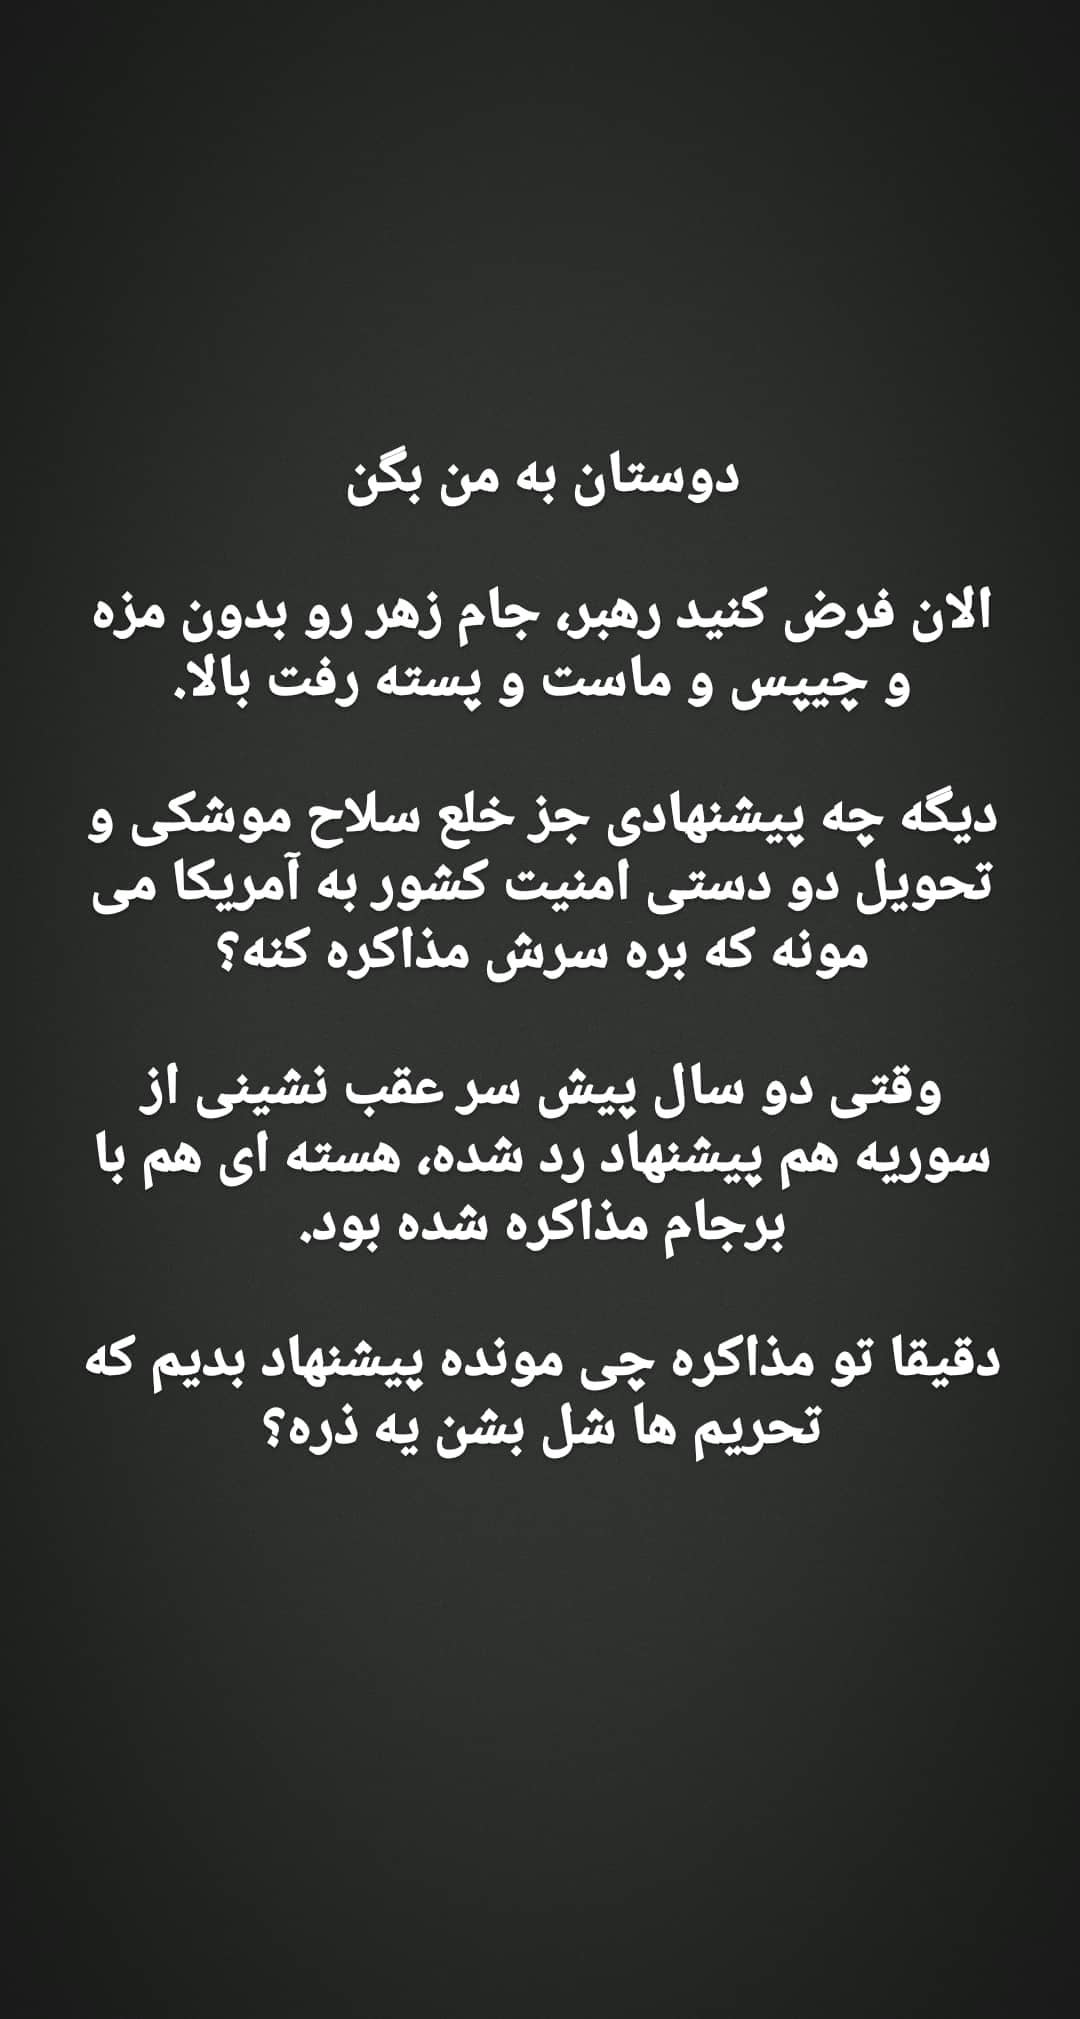 دوستان به من بگن
الان فرض کنید رهبر، جام زهر رو بدون مزه
و چیپس و ماست و پسته رفت بالا.
دیگه چه پیشنهادی جز خلع سلاح موشکی و
تحویل دو دستی امنیت کشور به آمریکا می
مونه که بره سرش مذاکره کنه؟
وقتی دو سال پیش سر عقب نشینی از
سوریه هم پیشنهاد رد شده، هسته ای هم با
برجام مذاکره شده بود.
دقیقا تو مذاکره چی مونده پیشنهاد بدیم که
تحریم ها شل بشن یه ذره؟